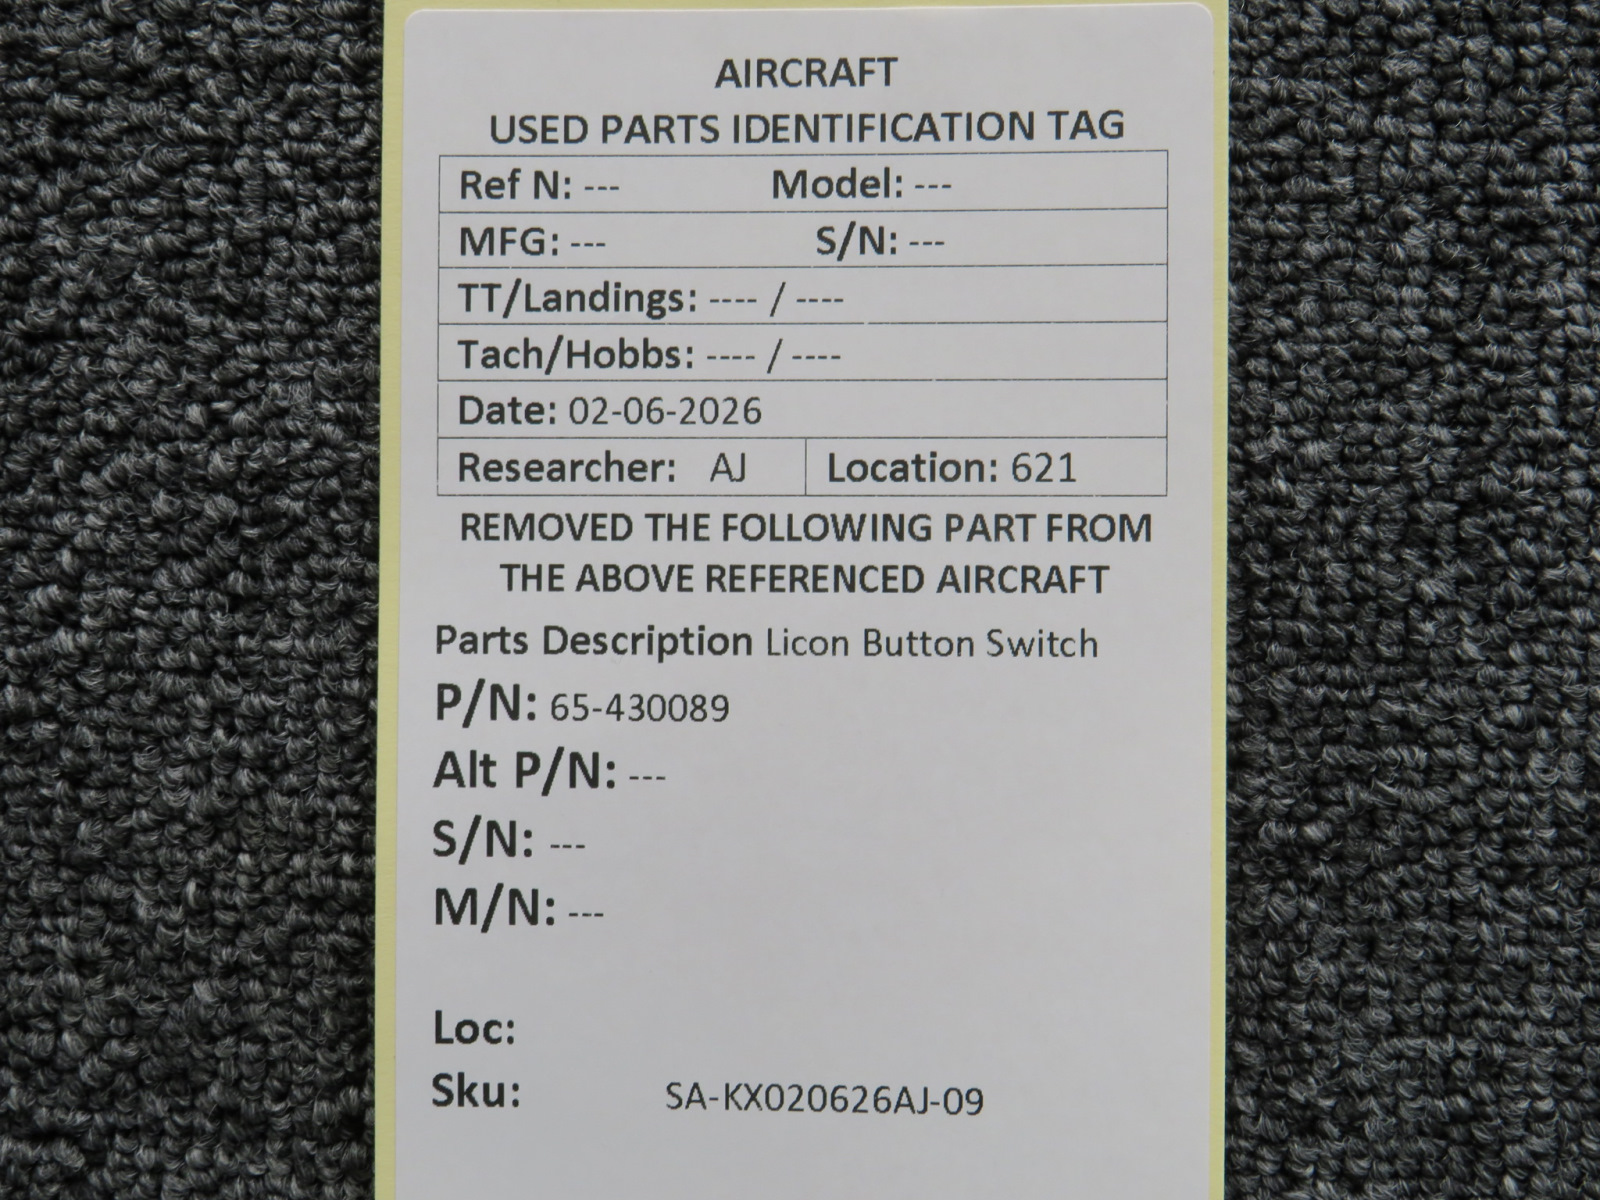 AIRCRAFT
USED PARTS IDENTIFICATION TAG
Ref N: --- Model: ---
MFG: --- S/N: ---
TT/Landings: ---- / ----
Tach/Hobbs: ---- / ----
Date: 02-06-2026
Researcher: AJ Location: 621
REMOVED THE FOLLOWING PART FROM
THE ABOVE REFERENCED AIRCRAFT
Parts Description Licon Button Switch
P/N: 65-430089
Alt P/N: ---
S/N: ---
M/N: ---
Loc:
Sku: SA-KX020626AJ-09